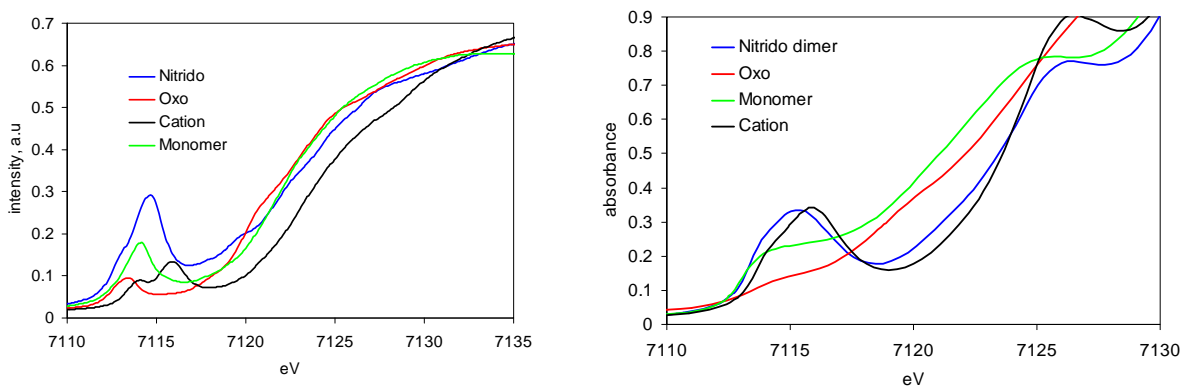 0.7
0.6
0.5
0.4
0.3
0.2
0.1
0
intensity, a.u
Nitrido
Oxo
Cation
Monomer
7110 7115 7120 7125 7130 7135
eV
0.9
0.8
0.7
0.6
0.5
0.4
0.3
0.2
0.1
0
absorbance
Nitrido dimer
Oxo
Monomer
Cation
7110 7115 7120 7125 7130
eV